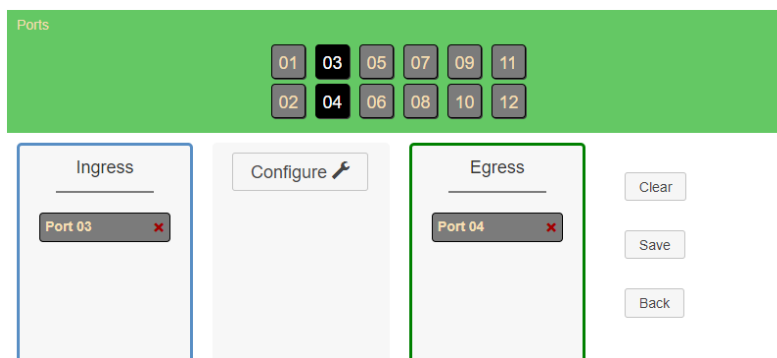 Ports
01 03 05 07 09 11
02 04 06 08 10 12
Ingress
Port 03
Configure
Egress
Port 04
Clear
Save
Back